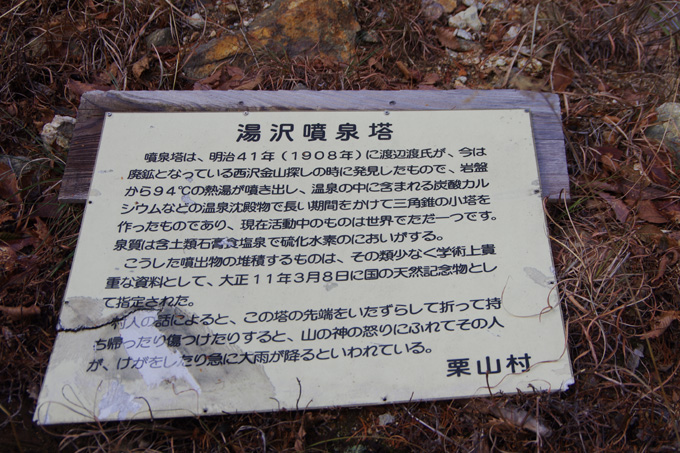 湯沢噴泉塔
噴泉塔は、明治41年（1908年）に渡辺渡氏が、今は
廃鉱となっている西沢金山探しの時に発見したもので、岩盤
から94℃の熱湯が噴き出し、温泉の中に含まれる炭酸カル
シウムなどの温泉沈殿物で長い期間をかけて三角錐の小塔を
作ったものであり、現在活動中のものは世界でただ一つです。
泉質は含土類石膏食塩泉で硫化水素のにおいがする。
こうした噴出物の堆積するものは、その類少なく学術上貴
重な資料として、大正11年3月8日に国の天然記念物とし
て指定された。
村人の話によると、この塔の先端をいたずらして折って持
ち帰ったり傷つけたりすると、山の神の怒りにふれてその人
が、けがをしたり急に大雨が降るといわれている。
栗山村